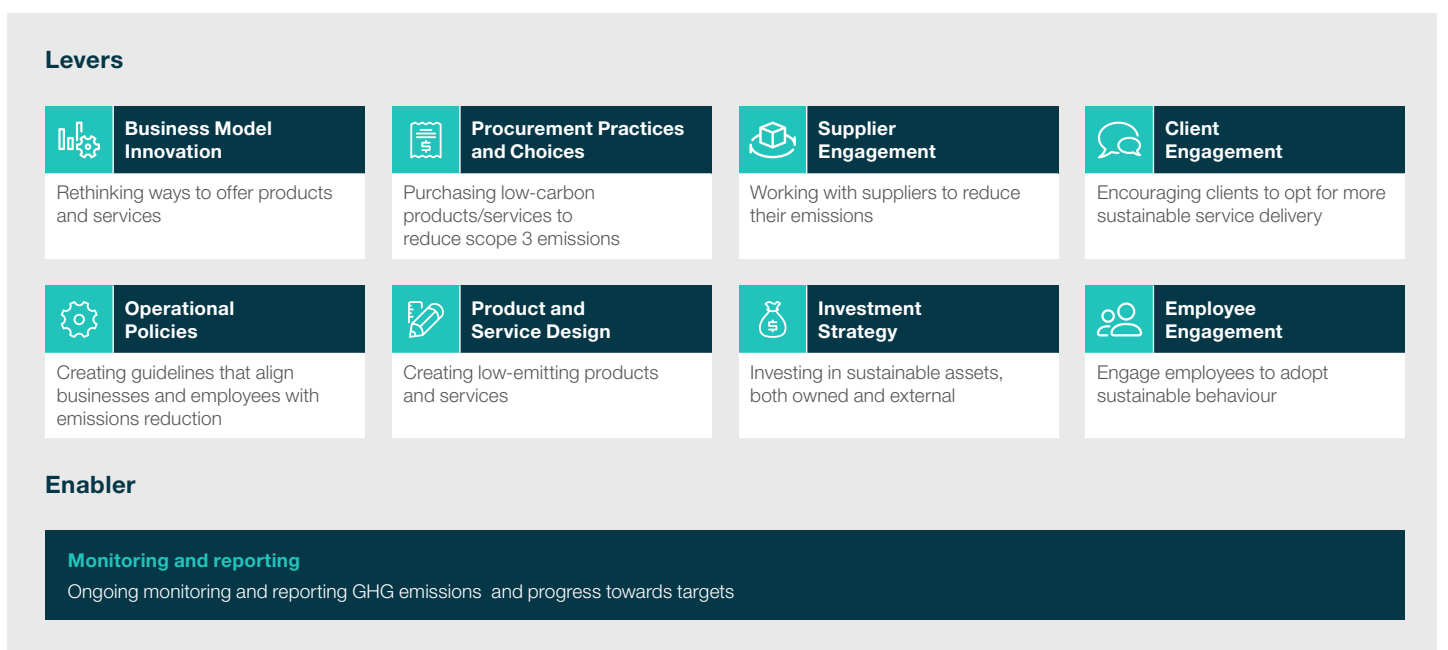 Levers
Business Model
Innovation
Rethinking ways to offer products
and services
Procurement Practices
and Choices
Purchasing low-carbon
products/services to
reduce scope 3 emissions
Supplier
Engagement
Working with suppliers to reduce
their emissions
Client
Engagement
Encouraging clients to opt for more
sustainable service delivery
Operational
Policies
Creating guidelines that align
businesses and employees with
emissions reduction
Product and
Service Design
Creating low-emitting products
and services
Investment
Strategy
Investing in sustainable assets,
both owned and external
Employee
Engagement
Engage employees to adopt
sustainable behaviour
Enabler
Monitoring and reporting
Ongoing monitoring and reporting GHG emissions and progress towards targets